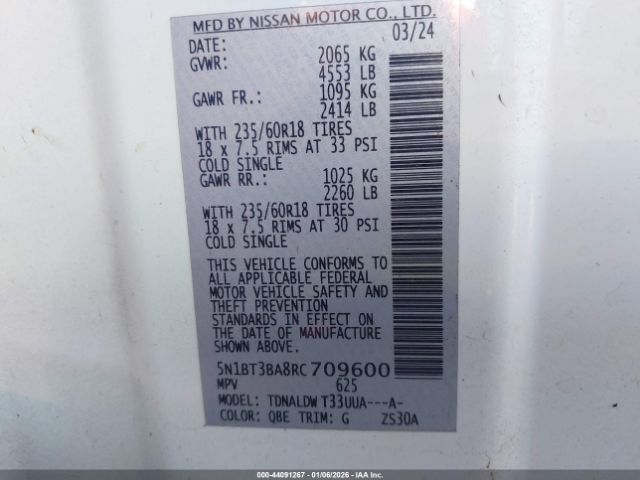 MFD BY NISSAN MOTOR CO., LTD.
DATE: 03/24
GVWR: 2065 KG
4553 LB
GAWR FR.: 1095 KG
2414 LB
WITH 235/60R18 TIRES
18 x 7.5 RIMS AT 33 PSI
COLD SINGLE
GAWR RR.: 1025 KG
2260 LB
WITH 235/60R18 TIRES
18 x 7.5 RIMS AT 30 PSI
COLD SINGLE
THIS VEHICLE CONFORMS TO
ALL APPLICABLE FEDERAL
MOTOR VEHICLE SAFETY AND
THEFT PREVENTION
STANDARDS IN EFFECT ON
THE DATE OF MANUFACTURE
SHOWN ABOVE.
5N1BT3BA8RC709600
MPV 625
MODEL: TDNALDW T33UUA---A-
COLOR: QBE TRIM: G ZS30A
000-44091267 - 01/06/2026 - IAAI.COM